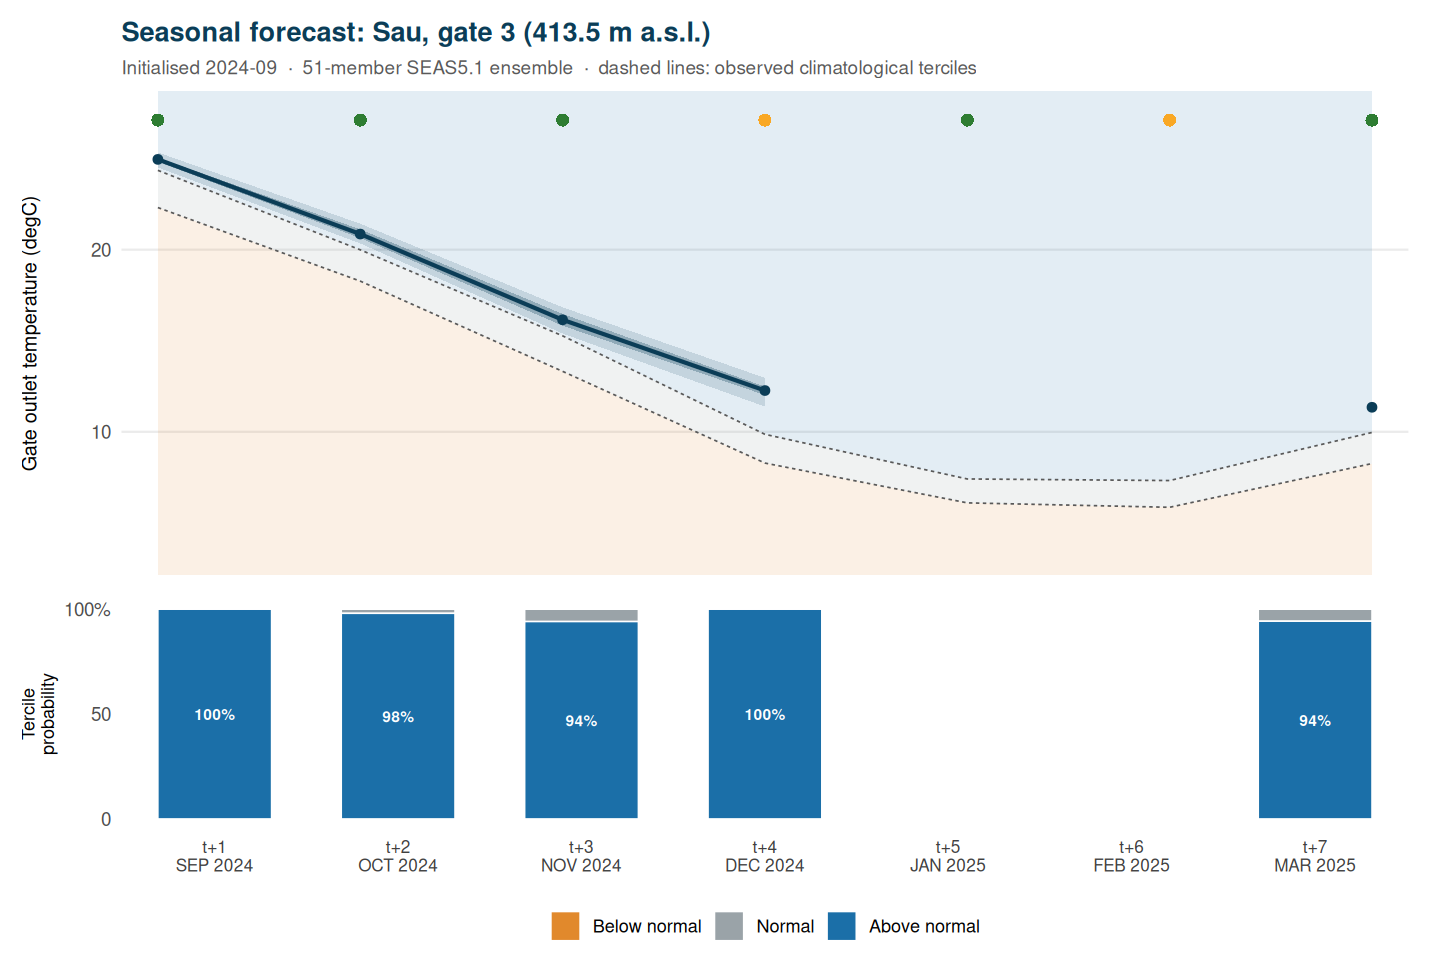 Seasonal forecast: Sau, gate 3 (413.5 m a.s.l.)
Initialised 2024-09 · 51-member SEAS5.1 ensemble · dashed lines: observed climatological terciles
Gate outlet temperature (degC)
20
10
Tercile
probability
100%
50
0
100%
98%
94%
100%
94%
t+1
SEP 2024
t+2
OCT 2024
t+3
NOV 2024
t+4
DEC 2024
t+5
JAN 2025
t+6
FEB 2025
t+7
MAR 2025
Below normal
Normal
Above normal